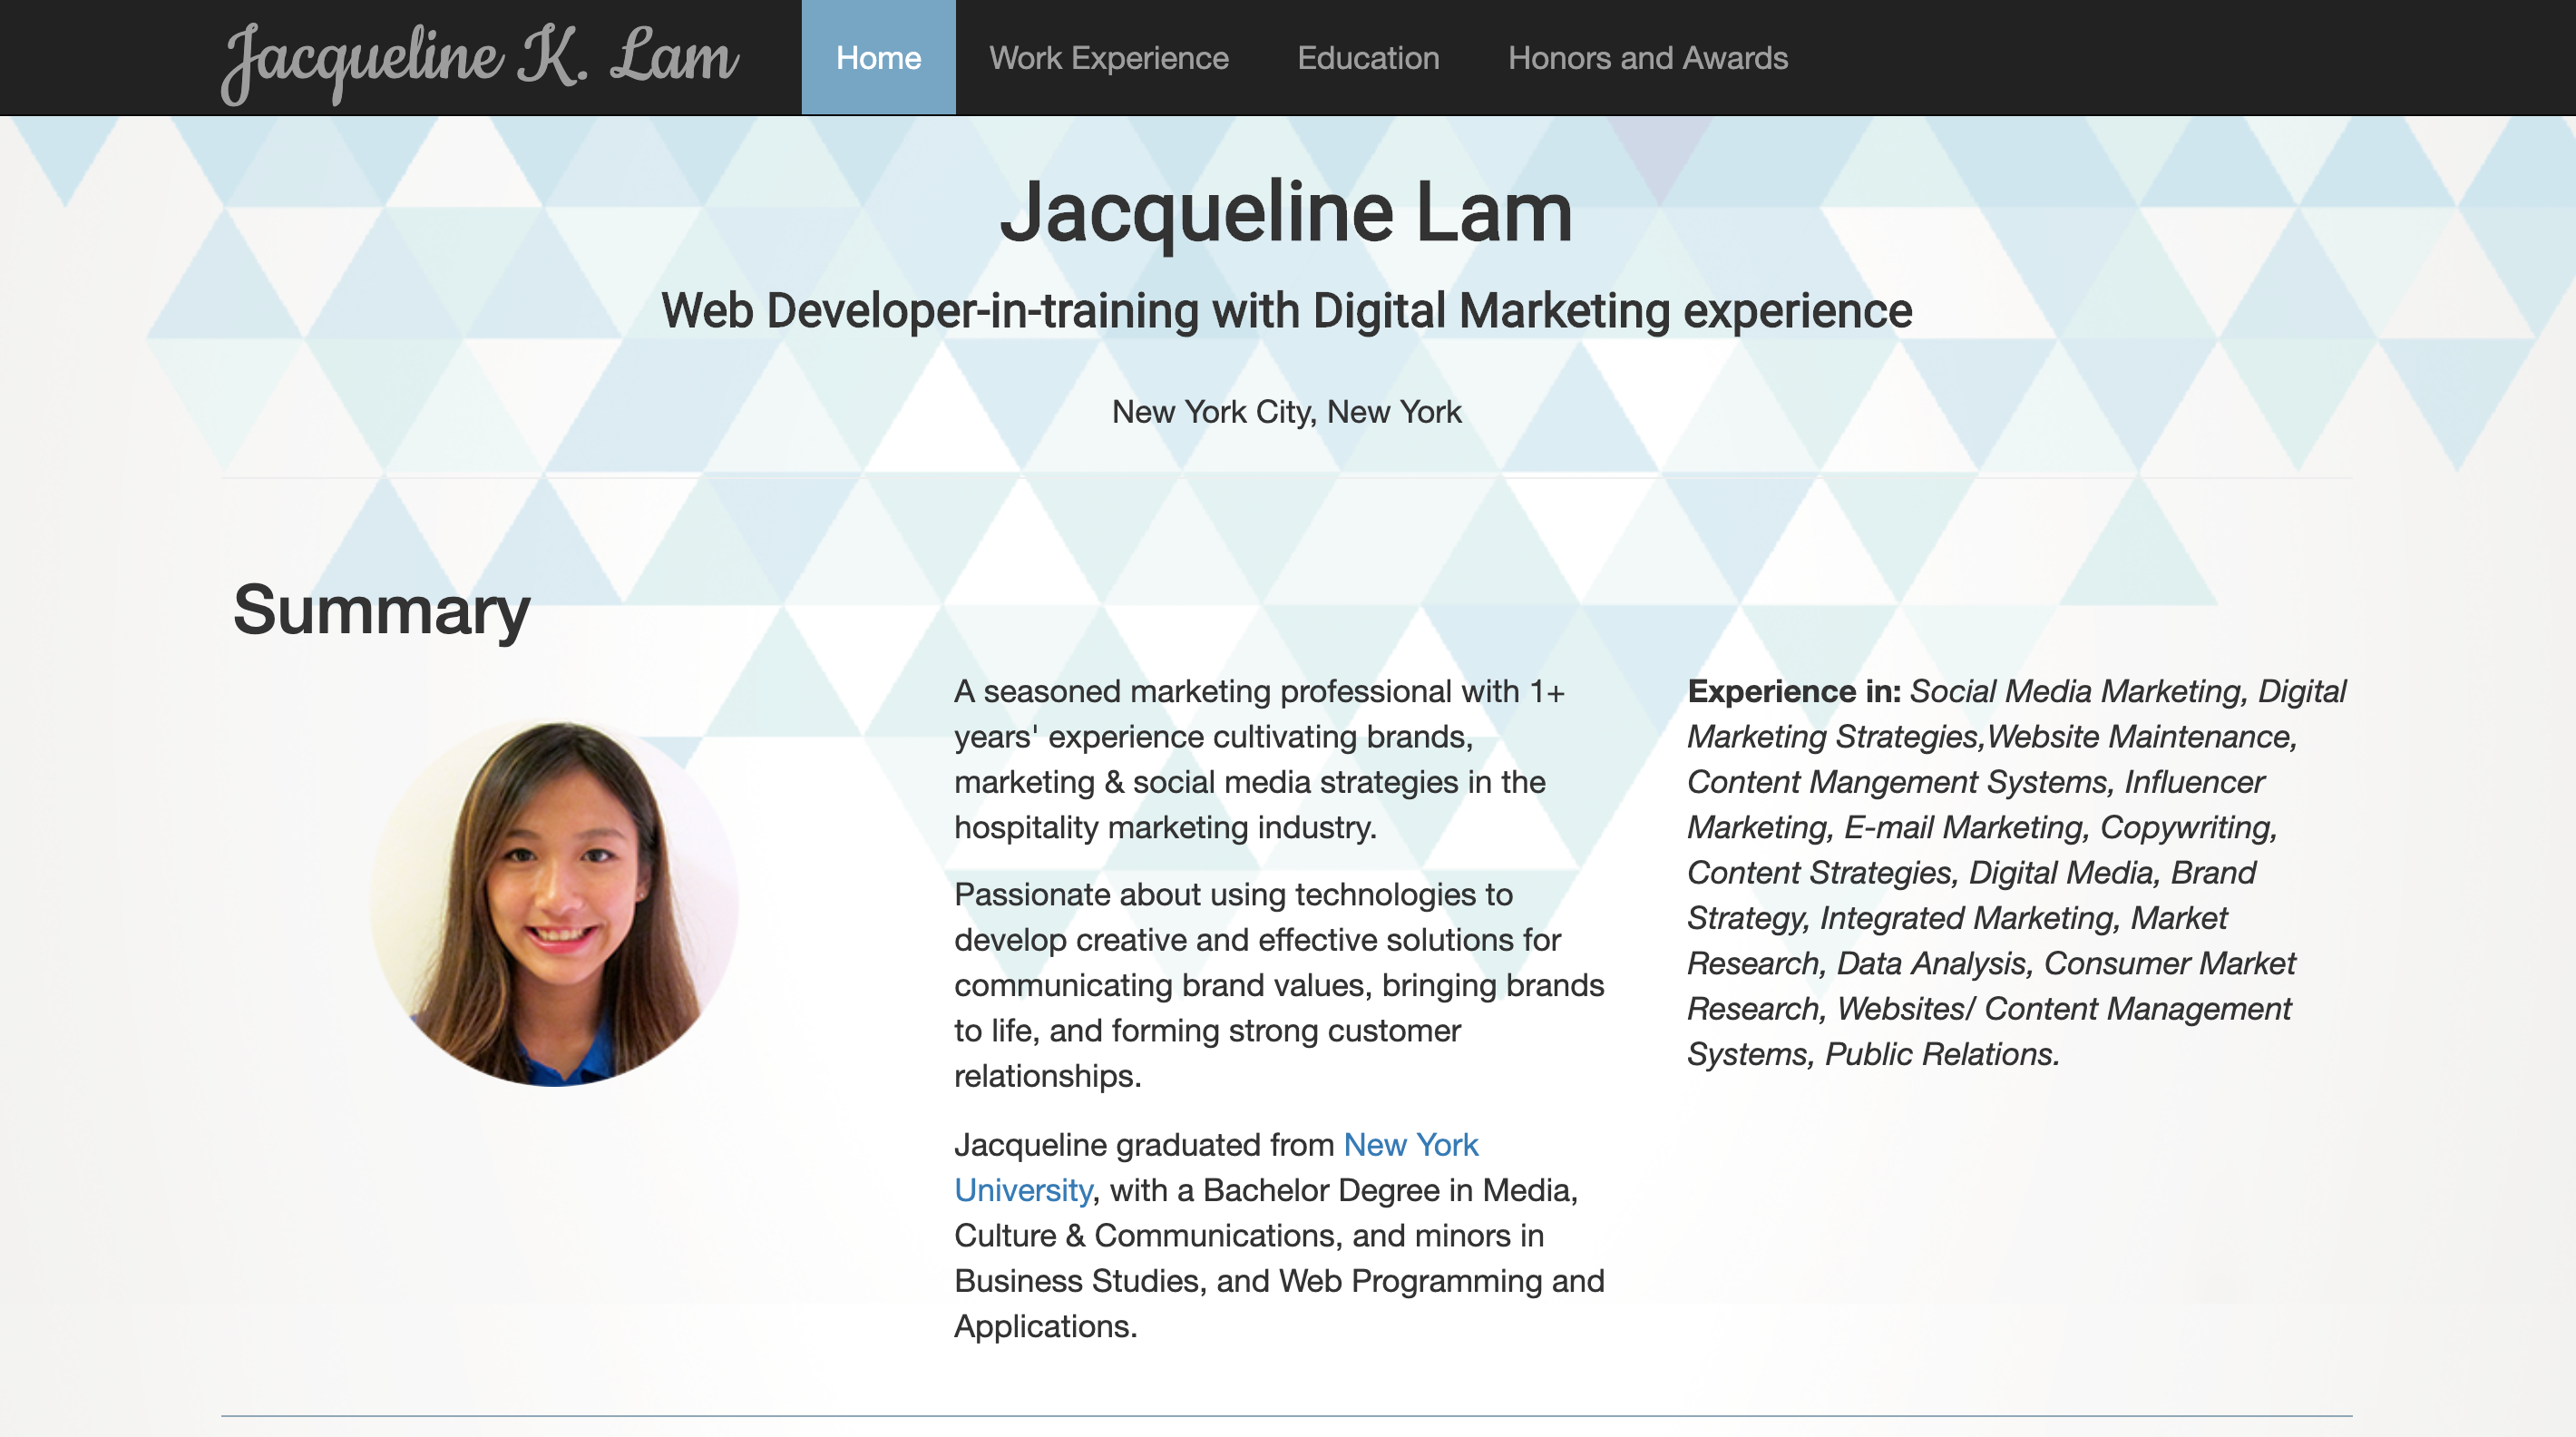 Jacqueline K. Lam
Home
Work Experience
Education
Honors and Awards
Jacqueline Lam
Web Developer-in-training with Digital Marketing experience
New York City, New York
Summary
A seasoned marketing professional with 1+
years' experience cultivating brands,
marketing & social media strategies in the
hospitality marketing industry.
Passionate about using technologies to
develop creative and effective solutions for
communicating brand values, bringing brands
to life, and forming strong customer
relationships.
Jacqueline graduated from New York
University, with a Bachelor Degree in Media,
Culture & Communications, and minors in
Business Studies, and Web Programming and
Applications.
Experience in: Social Media Marketing, Digital
Marketing Strategies,Website Maintenance,
Content Mangement Systems, Influencer
Marketing, E-mail Marketing, Copywriting,
Content Strategies, Digital Media, Brand
Strategy, Integrated Marketing, Market
Research, Data Analysis, Consumer Market
Research, Websites/ Content Management
Systems, Public Relations.